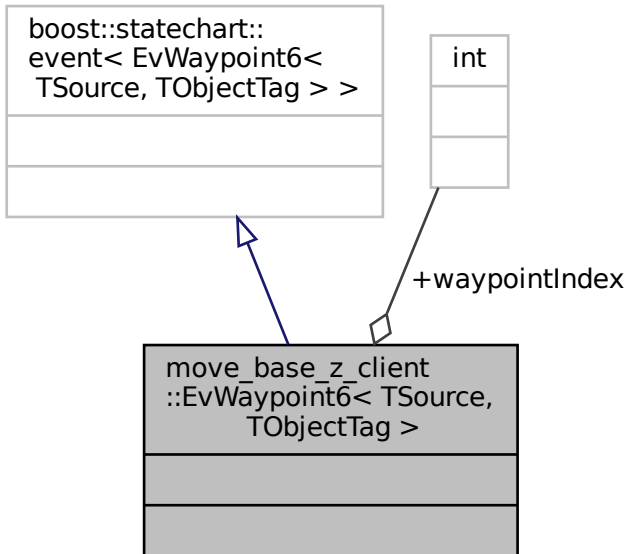 boost::statechart::
event< EvWaypoint6<
TSource, TObjectTag > >
int
+waypointIndex
move_base_z_client
::EvWaypoint6< TSource,
TObjectTag >